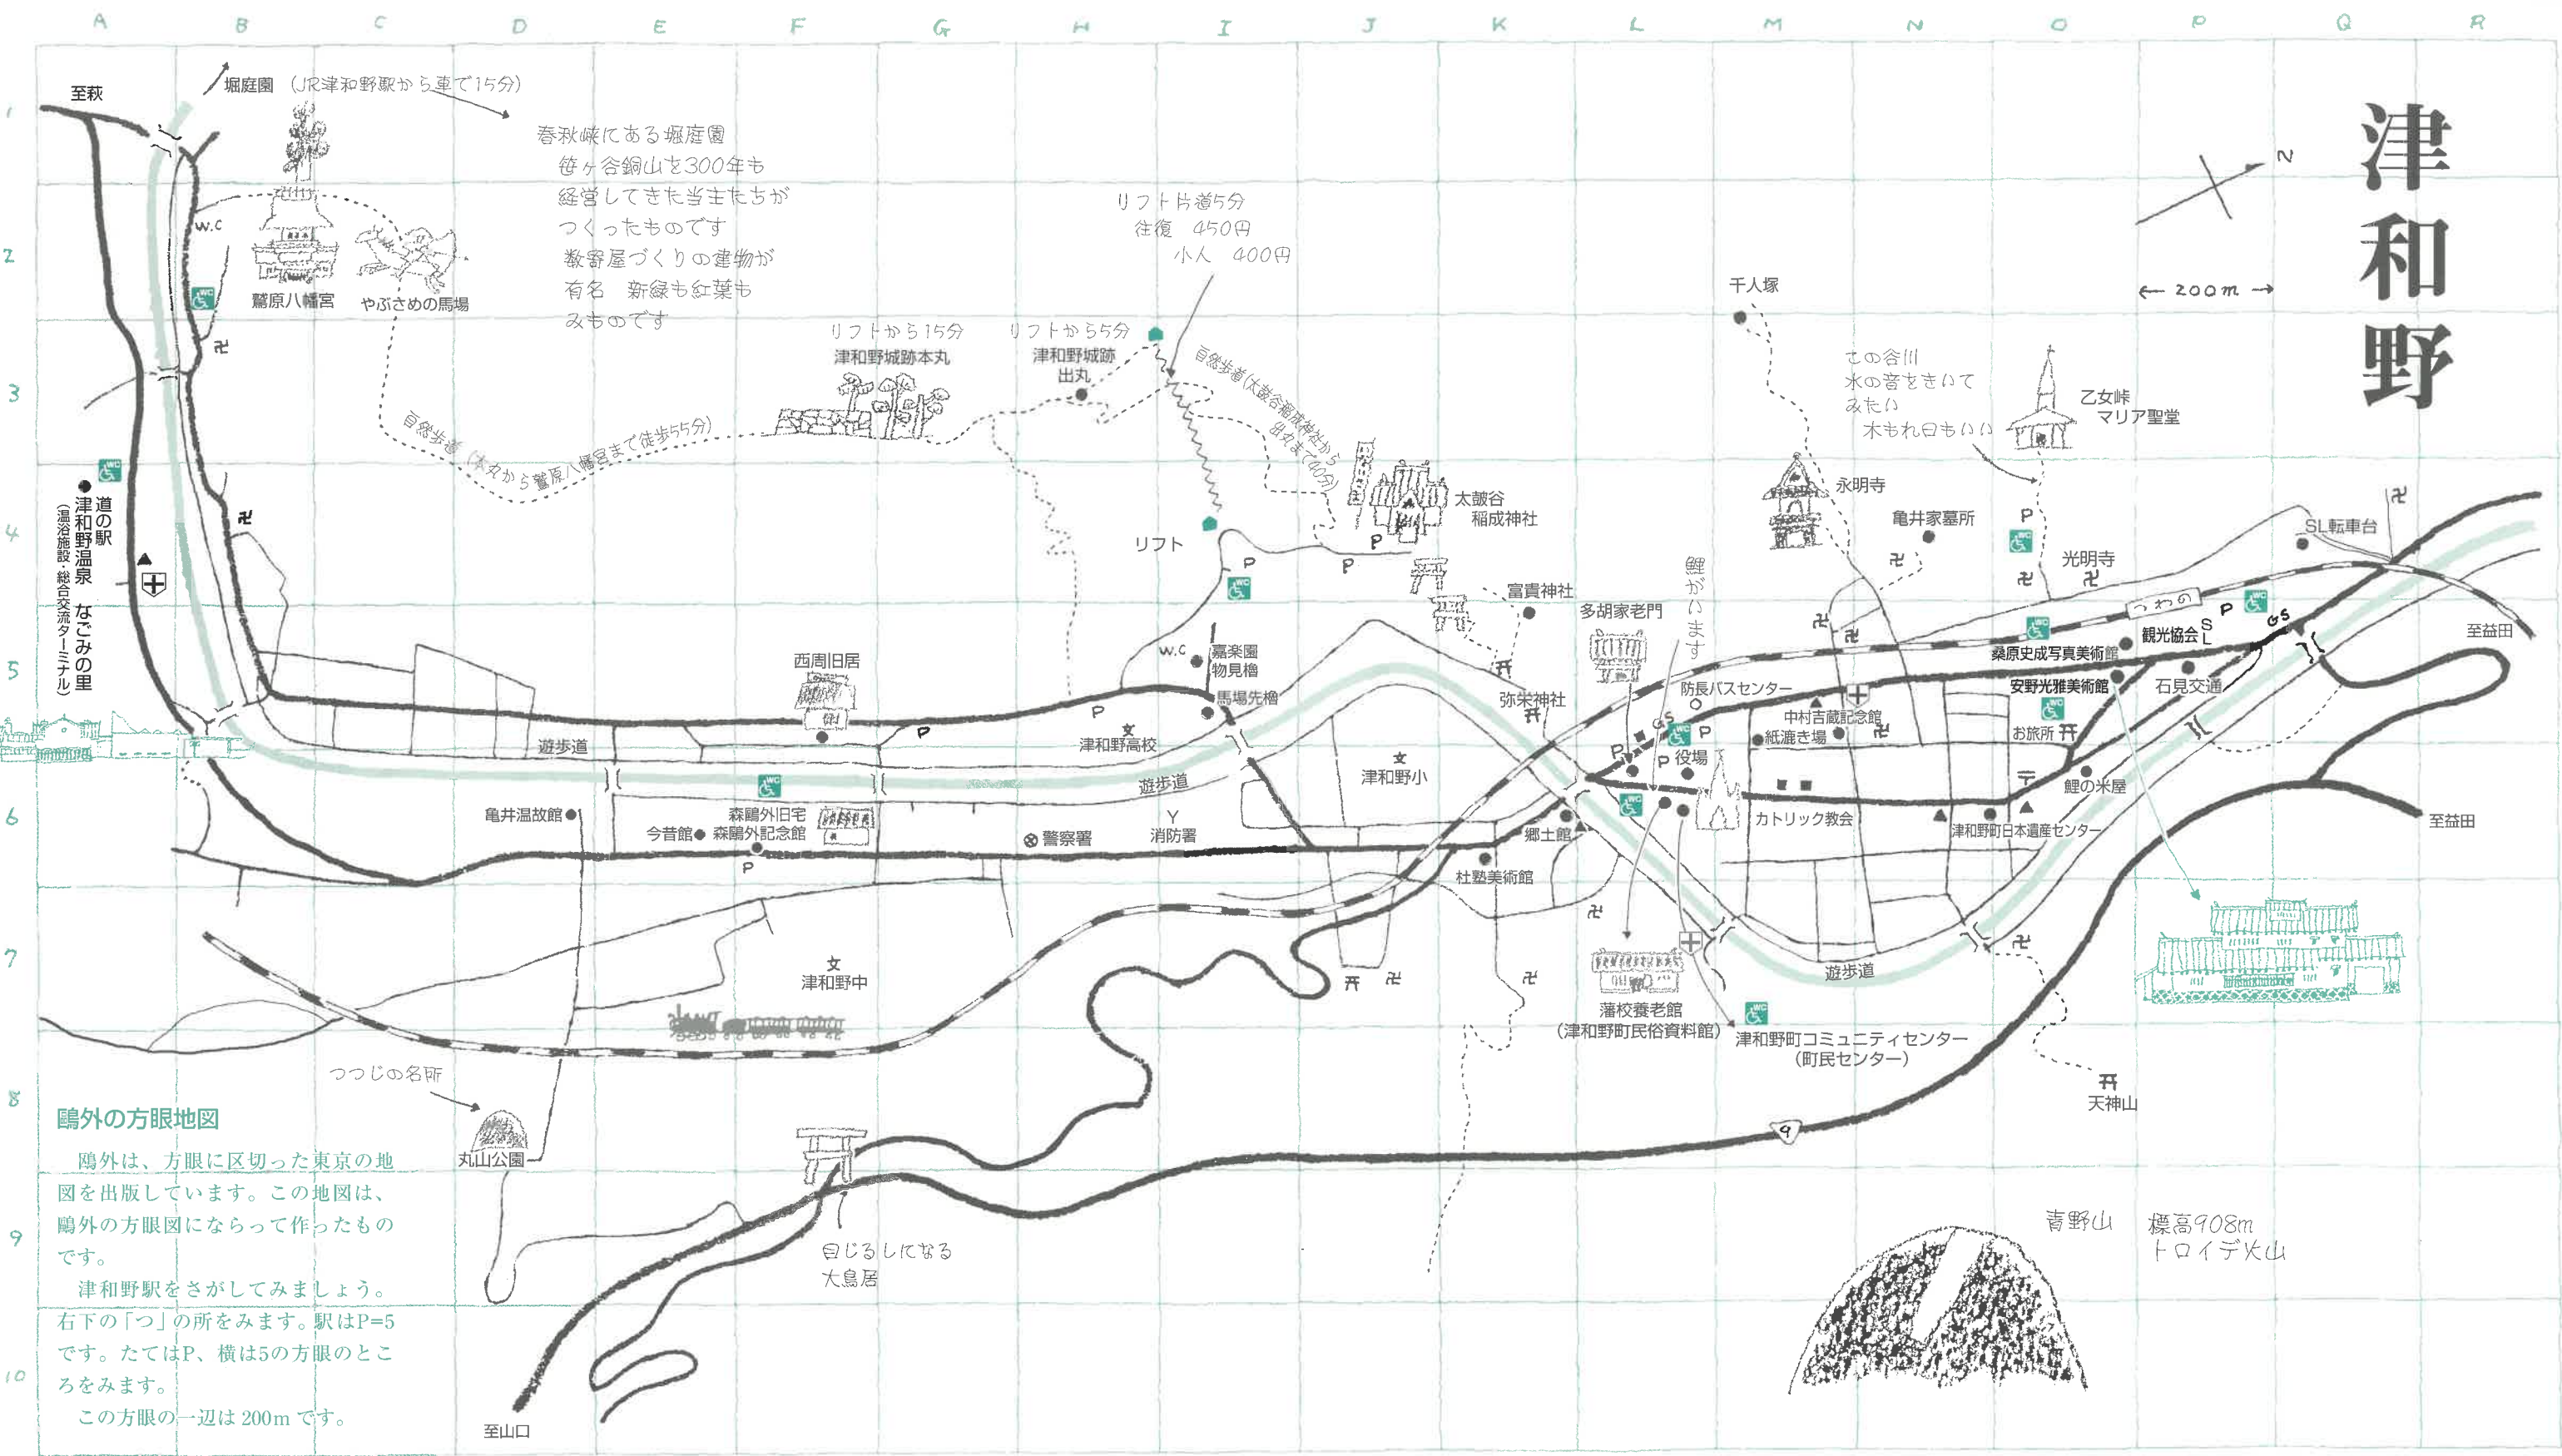 A B C D E F G H I J K L M N O P Q R
1
2
3
4
5
6
7
8
9
10
津和野
N
200m
至萩
堀庭園 (JR津和野駅から車で15分)
春秋峡にある堀庭園
笹ヶ谷銅山を300年も
経営してきた当主たちが
つくったものです
数寄屋づくりの建物が
有名 新緑も紅葉も
みものです
W.C
鷲原八幡宮
やぶさめの馬場
リフト片道5分
往復 450円
小人 400円
リフトから15分
津和野城跡本丸
リフトから5分
津和野城跡
出丸
自然歩道(太皷谷稲成神社から
出丸まで40分)
自然歩道 (本丸から鷲原八幡宮まで徒歩55分)
千人塚
この谷川
水の音をきいて
みたい
木もれ日もいい
乙女峠
マリア聖堂
道の駅
津和野温泉 なごみの里
(温浴施設・総合交流ターミナル)
リフト
P
P
P
太皷谷
稲成神社
永明寺
亀井家墓所
P
光明寺
SL転車台
鯉がいます
富貴神社
多胡家老門
つわの
P
GS
SL
観光協会
桑原史成写真美術館
至益田
西周旧居
W.C
嘉楽園
物見櫓
馬場先櫓
弥栄神社
防長バスセンター
安野光雅美術館
石見交通
中村吉蔵記念館
紙漉き場
お旅所
GS
P
P
P
役場
P
P
津和野高校
文
遊歩道
遊歩道
文
津和野小
鯉の米屋
亀井温故館
今昔館
森鷗外旧宅
森鷗外記念館
P
警察署
Y
消防署
郷土館
カトリック教会
津和野町日本遺産センター
至益田
杜塾美術館
文
津和野中
遊歩道
藩校養老館
(津和野町民俗資料館)
津和野町コミュニティセンター
(町民センター)
天神山
つつじの名所
丸山公園
9
目じるしになる
大鳥居
青野山 標高908m
トロイデ火山
至山口
鷗外の方眼地図
鷗外は、方眼に区切った東京の地
図を出版しています。この地図は、
鷗外の方眼図にならって作ったもの
です。
津和野駅をさがしてみましょう。
右下の「つ」の所をみます。駅はP=5
です。たてはP、横は5の方眼のとこ
ろをみます。
この方眼の一辺は200mです。